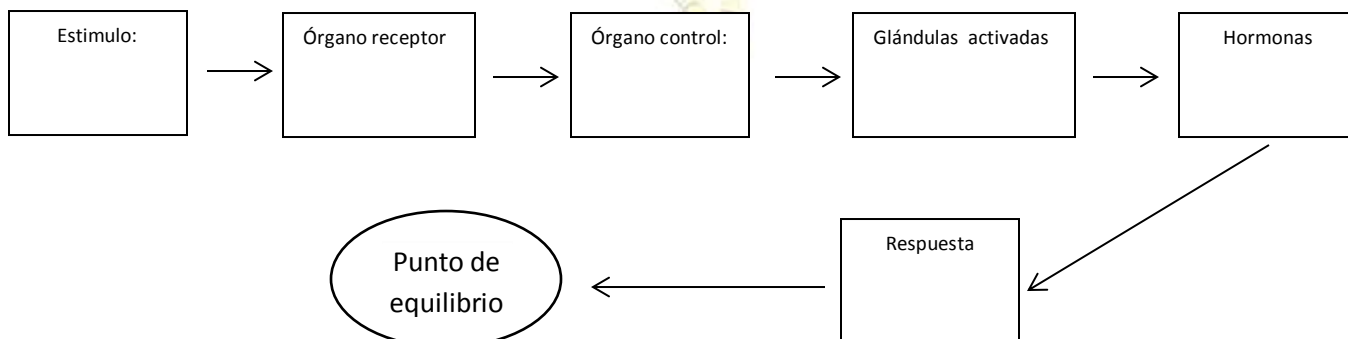 Estimulo:
Órgano receptor
Órgano control:
Glándulas activadas
Hormonas
Respuesta
Punto de
equilibrio